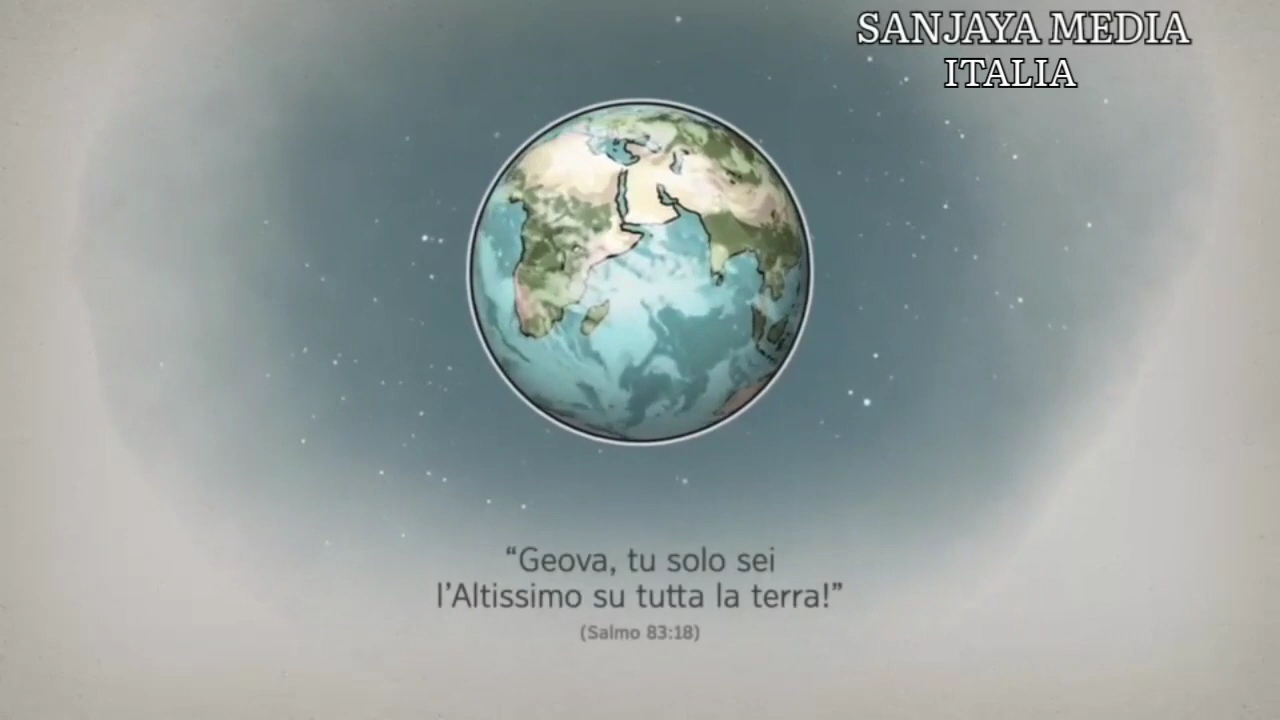 SANJAYA MEDIA
ITALIA
“Geova, tu solo sei
l’Altissimo su tutta la terra!”
(Salmo 83:18)